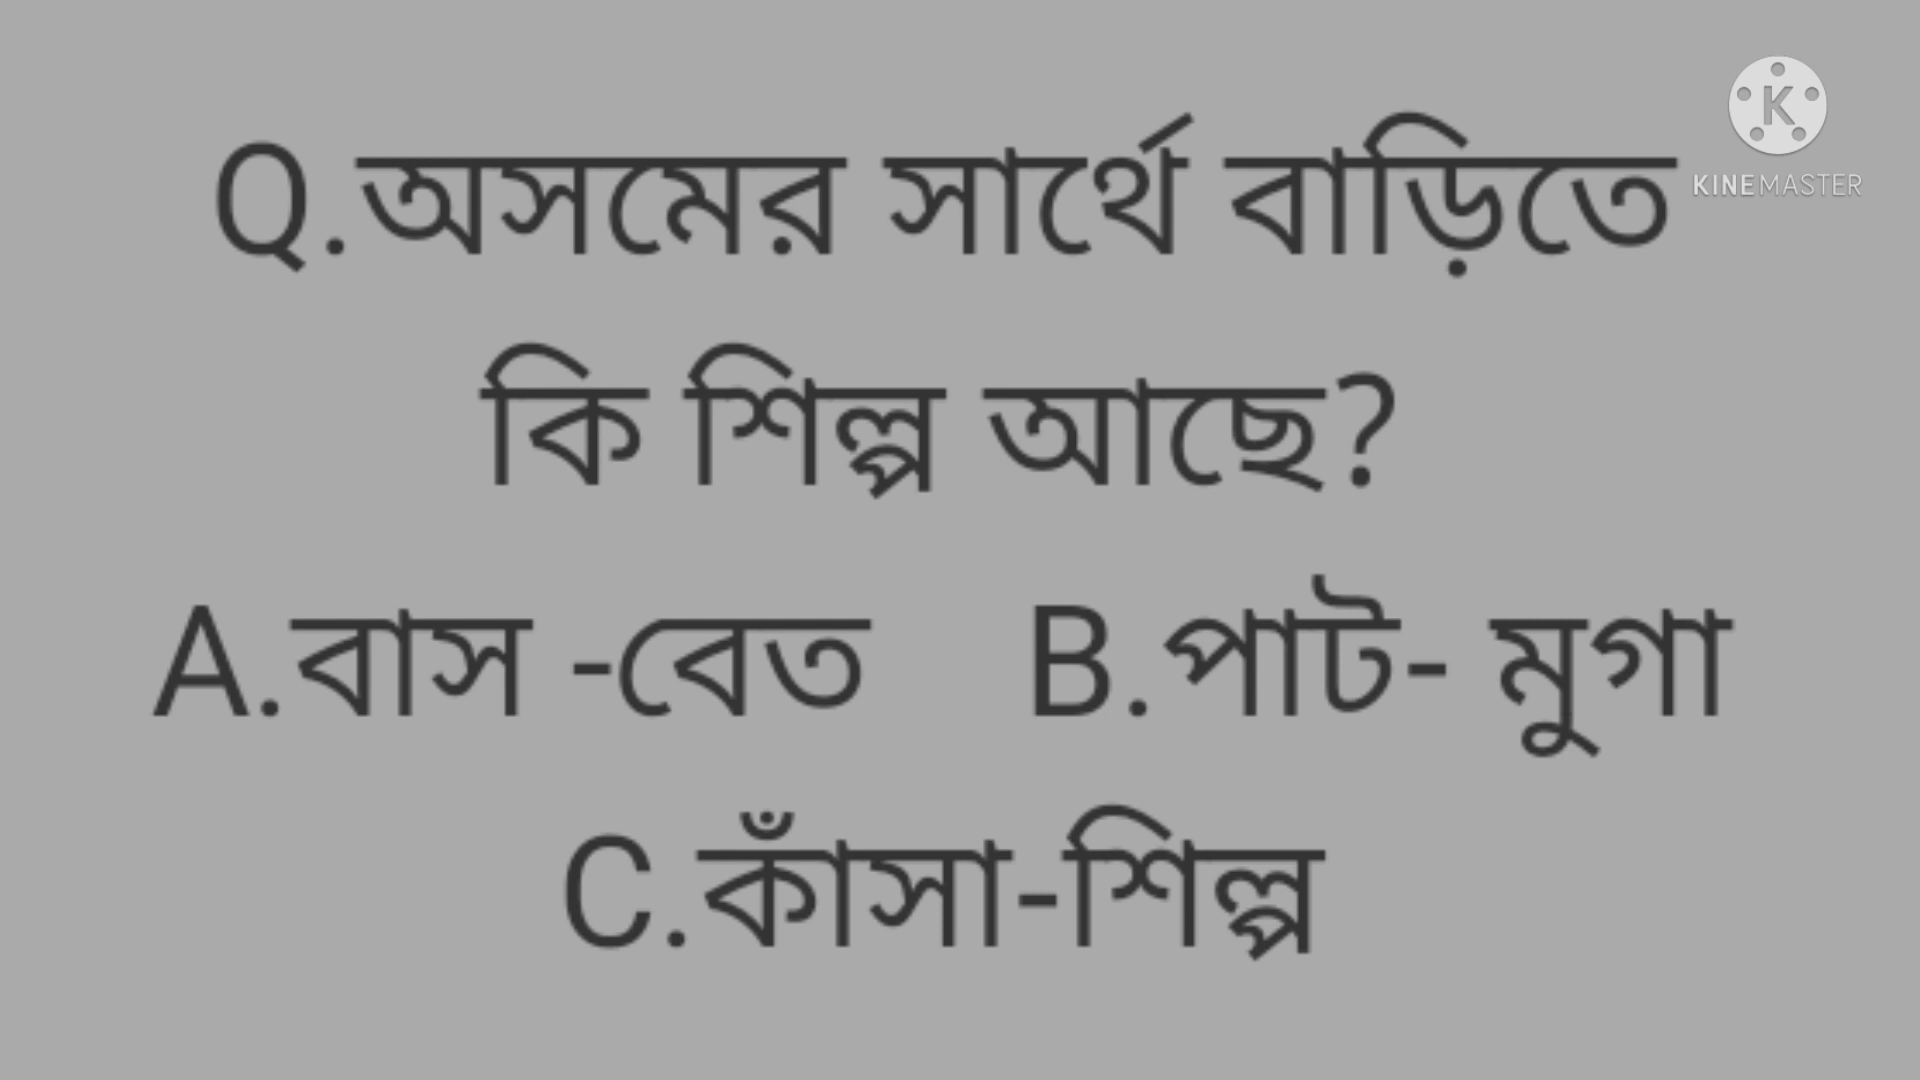 Q.অসমের সার্থে বাড়িতে
কি শিল্প আছে?
A.বাস -বেত B.পাট- মুগা
C.কাঁসা-শিল্প
K
KINEMASTER